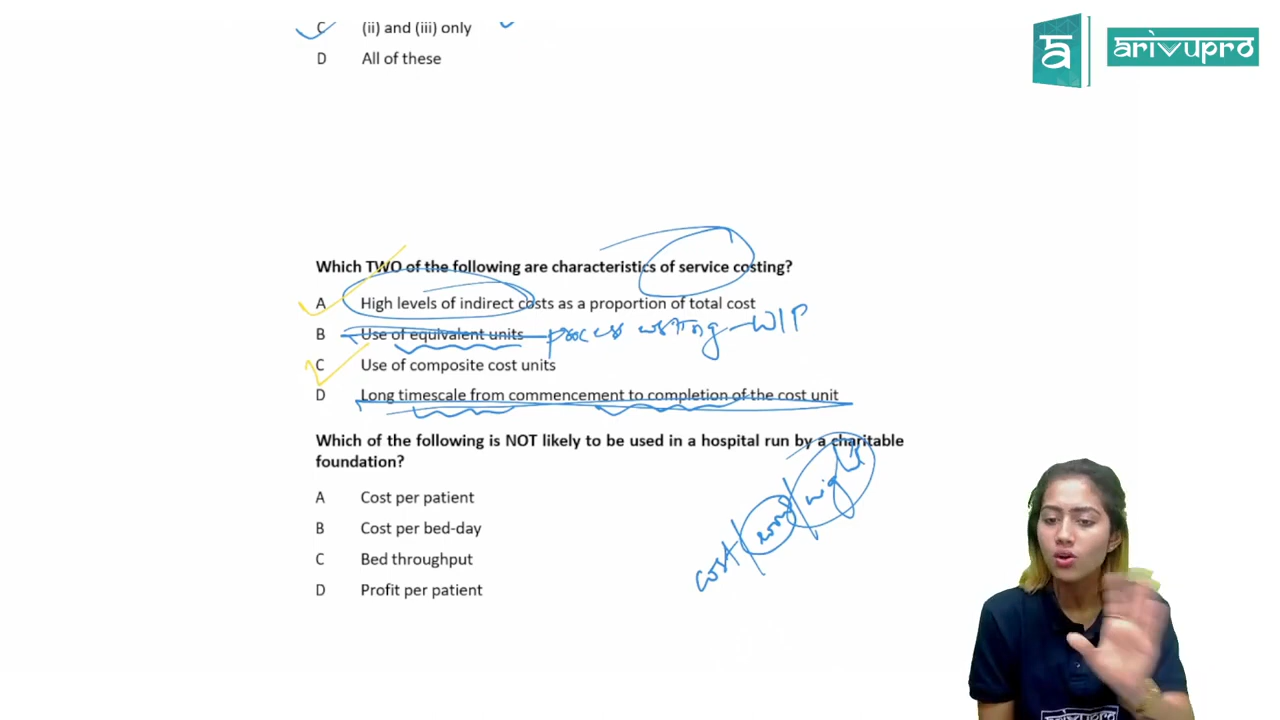 C (ii) and (iii) only
D All of these
arivupro
Which TWO of the following are characteristics of service costing?
A High levels of indirect costs as a proportion of total cost
B Use of equivalent units process costing - WIP
C Use of composite cost units
D Long timescale from commencement to completion of the cost unit
Which of the following is NOT likely to be used in a hospital run by a charitable
foundation?
A Cost per patient
B Cost per bed-day
C Bed throughput
D Profit per patient
cost/room/night